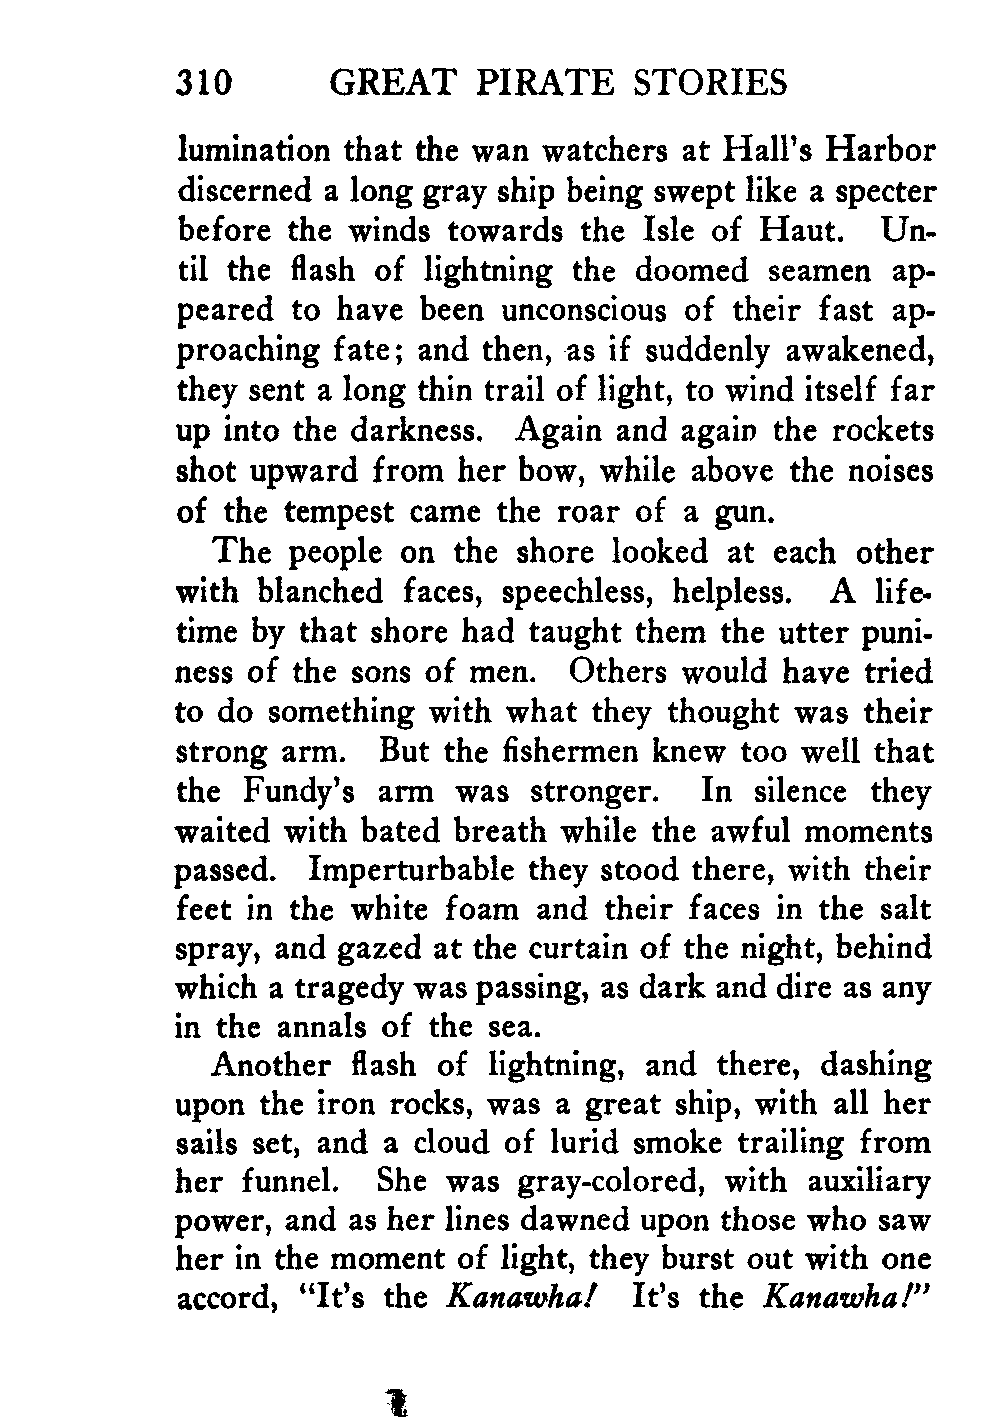 310 GREAT PIRATE STORIES
lumination that the wan watchers at Hall's Harbor
discerned a long gray ship being swept like a specter
before the winds towards the Isle of Haut. Un-
til the flash of lightning the doomed seamen ap-
peared to have been unconscious of their fast ap-
proaching fate; and then, as if suddenly awakened,
they sent a long thin trail of light, to wind itself far
up into the darkness. Again and again the rockets
shot upward from her bow, while above the noises
of the tempest came the roar of a gun.
The people on the shore looked at each other
with blanched faces, speechless, helpless. A life-
time by that shore had taught them the utter puni-
ness of the sons of men. Others would have tried
to do something with what they thought was their
strong arm. But the fishermen knew too well that
the Fundy's arm was stronger. In silence they
waited with bated breath while the awful moments
passed. Imperturbable they stood there, with their
feet in the white foam and their faces in the salt
spray, and gazed at the curtain of the night, behind
which a tragedy was passing, as dark and dire as any
in the annals of the sea.
Another flash of lightning, and there, dashing
upon the iron rocks, was a great ship, with all her
sails set, and a cloud of lurid smoke trailing from
her funnel. She was gray-colored, with auxiliary
power, and as her lines dawned upon those who saw
her in the moment of light, they burst out with one
accord, "It's the Kanawha! It's the Kanawha!"